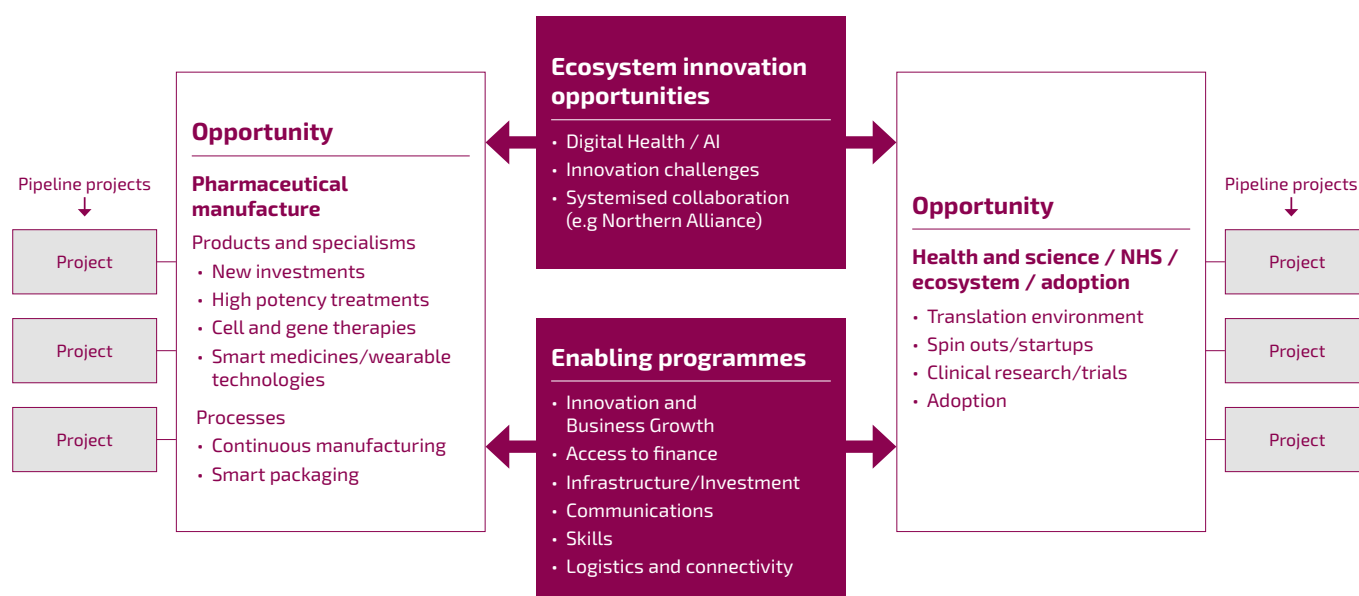 Pipeline projects
Project
Project
Project
Opportunity
Pharmaceutical
manufacture
Products and specialisms
• New investments
• High potency treatments
• Cell and gene therapies
• Smart medicines/wearable
technologies
Processes
• Continuous manufacturing
• Smart packaging
Ecosystem innovation
opportunities
• Digital Health / AI
• Innovation challenges
• Systemised collaboration
(e.g Northern Alliance)
Enabling programmes
• Innovation and
Business Growth
• Access to finance
• Infrastructure/Investment
• Communications
• Skills
• Logistics and connectivity
Opportunity
Health and science / NHS /
ecosystem / adoption
• Translation environment
• Spin outs/startups
• Clinical research/trials
• Adoption
Pipeline projects
Project
Project
Project